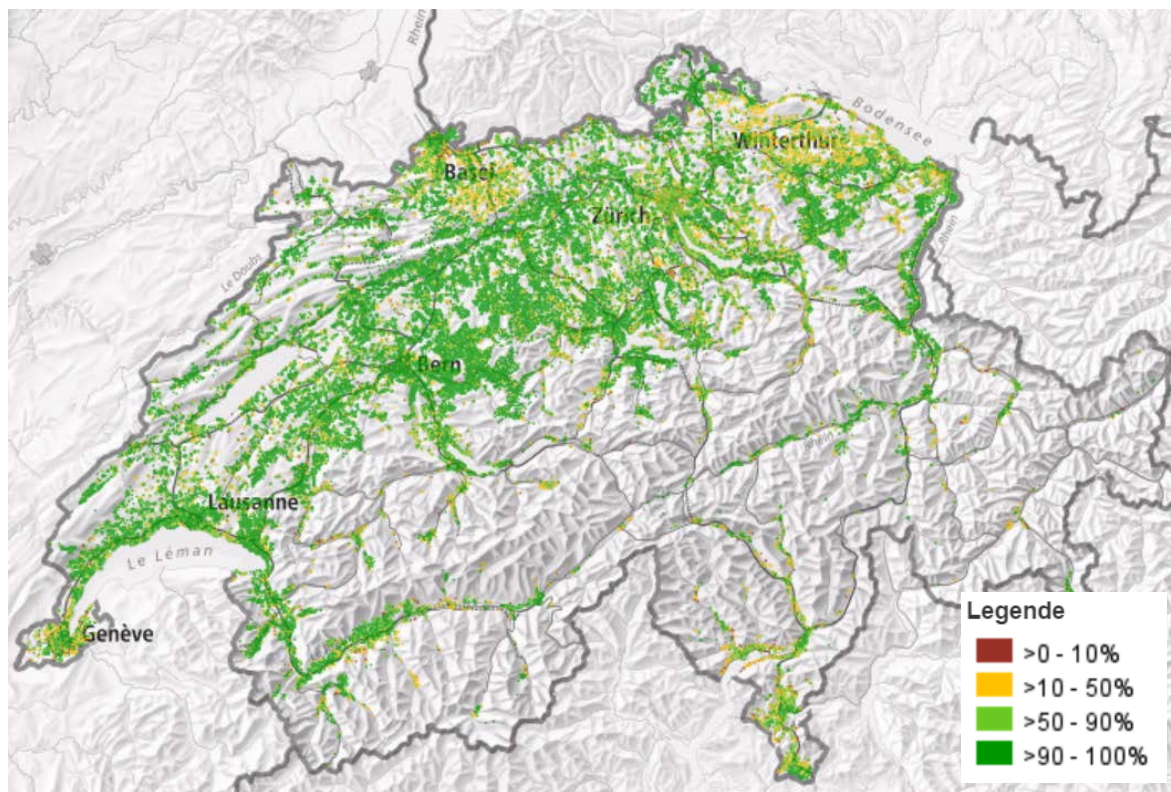 Rhein
Bodensee
Winterthur
Basel
Zürich
Rhein
Le Doubs
Bern
Lausanne
Le Léman
Genève
Legende
>0 - 10%
>10 - 50%
>50 - 90%
>90 - 100%